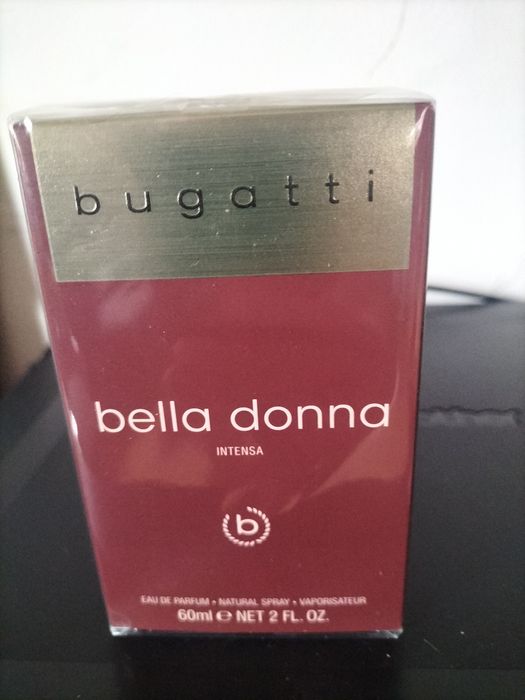 bugatti
bella donna
INTENSA
b
EAU DE PARFUM • NATURAL SPRAY • VAPORISATEUR
60ml ℮ NET 2 FL. OZ.